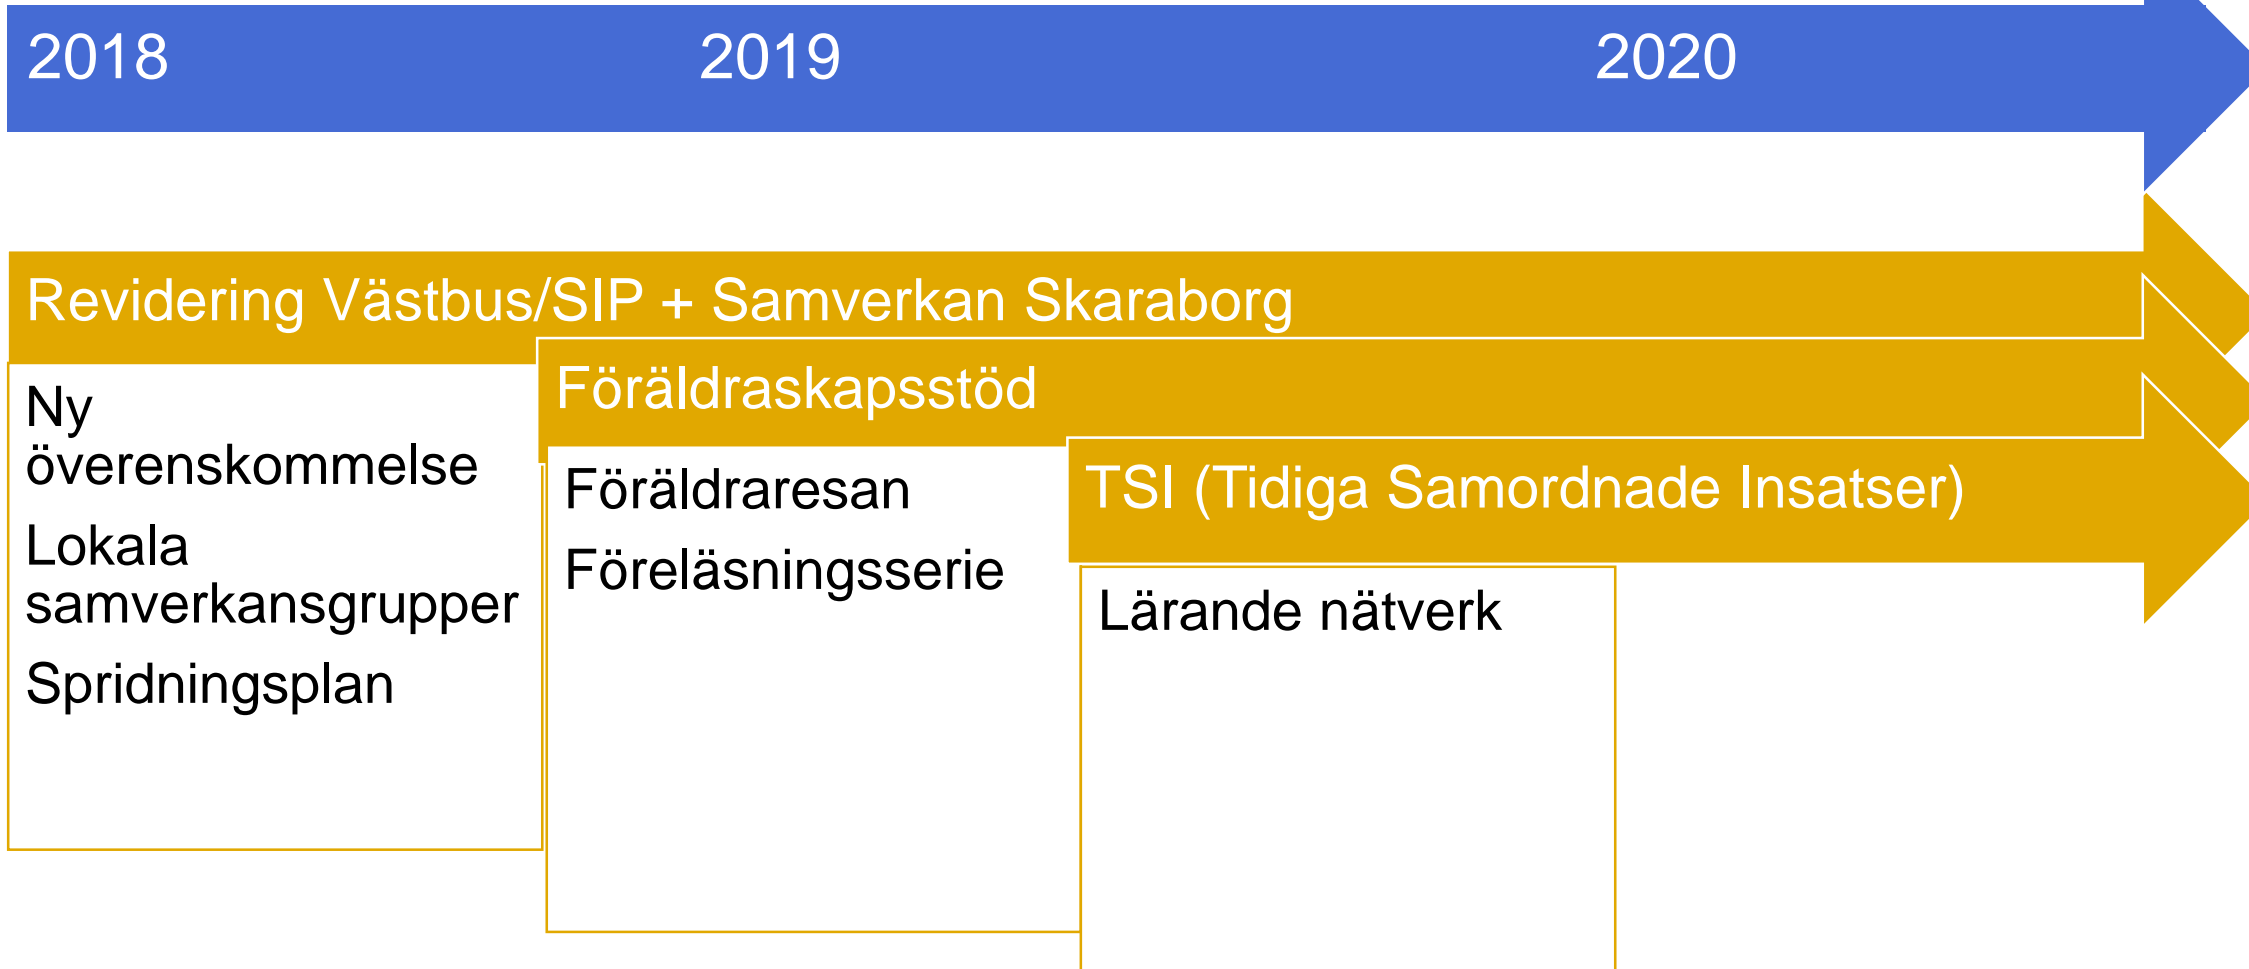 2018 2019 2020
Revidering Västbus/SIP + Samverkan Skaraborg
Ny
överenskommelse
Lokala
samverkansgrupper
Spridningsplan
Föräldraskapsstöd
Föräldraresan
Föreläsningsserie
TSI (Tidiga Samordnade Insatser)
Lärande nätverk